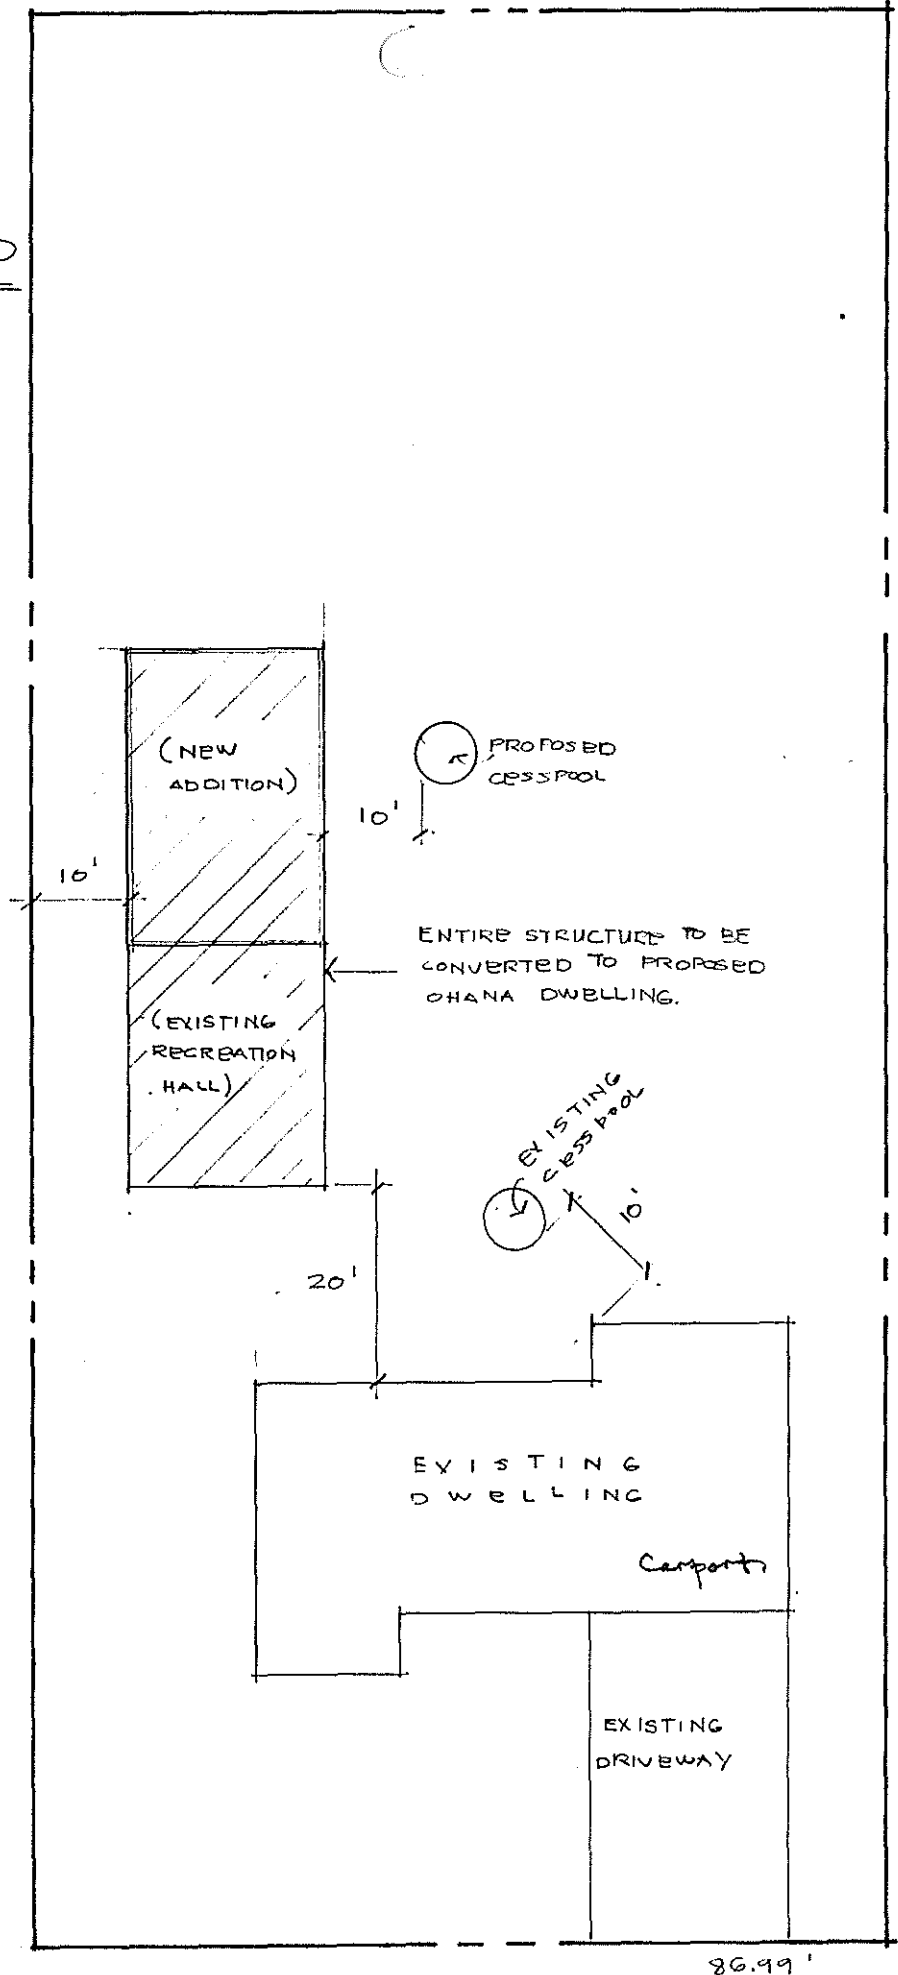 (NEW
ADDITION)
PROPOSED
CESSPOOL
10'
10'
ENTIRE STRUCTURE TO BE
CONVERTED TO PROPOSED
OHANA DWELLING.
(EXISTING
RECREATION
HALL)
EXISTING
CESSPOOL
10'
20'
EXISTING
DWELLING
Carport
EXISTING
DRIVEWAY
86.99'